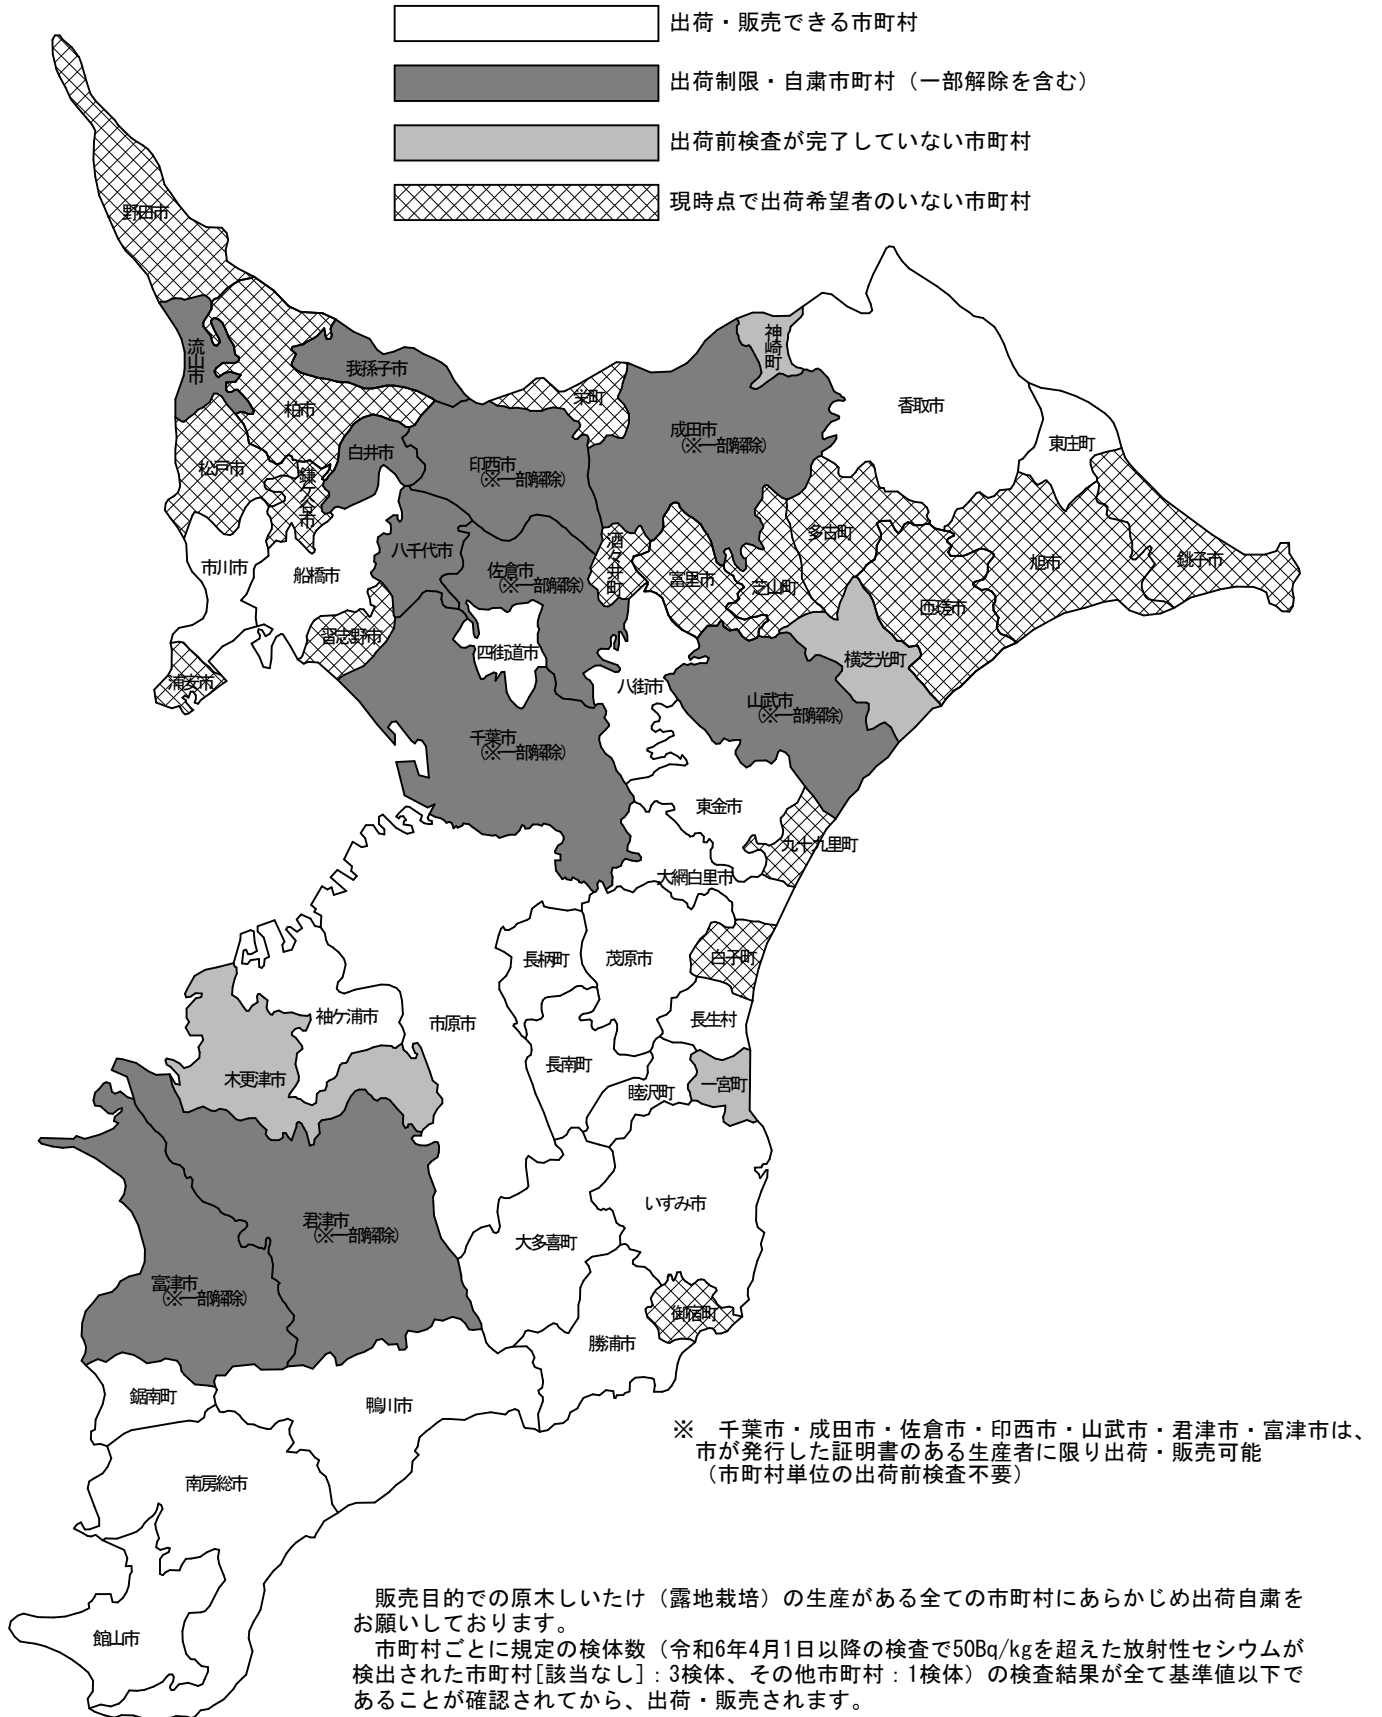 出荷・販売できる市町村
出荷制限・自粛市町村（一部解除を含む）
出荷前検査が完了していない市町村
現時点で出荷希望者のいない市町村
野田市
流山市
我孫子市
柏市
松戸市
鎌ケ谷市
白井市
印西市
（※一部解除）
栄町
成田市
（※一部解除）
神崎町
香取市
東庄町
銚子市
旭市
匝瑳市
多古町
芝山町
富里市
酒々井町
佐倉市
（※一部解除）
八千代市
船橋市
市川市
浦安市
習志野市
四街道市
八街市
山武市
（※一部解除）
横芝光町
千葉市
（※一部解除）
東金市
九十九里町
大網白里市
白子町
茂原市
長柄町
長生村
市原市
袖ケ浦市
木更津市
長南町
睦沢町
一宮町
いすみ市
大多喜町
君津市
（※一部解除）
富津市
（※一部解除）
御宿町
勝浦市
鋸南町
鴨川市
南房総市
館山市
※　千葉市・成田市・佐倉市・印西市・山武市・君津市・富津市は、
市が発行した証明書のある生産者に限り出荷・販売可能
（市町村単位の出荷前検査不要）
　販売目的での原木しいたけ（露地栽培）の生産がある全ての市町村にあらかじめ出荷自粛を
お願いしております。
　市町村ごとに規定の検体数（令和6年4月1日以降の検査で50Bq/kgを超えた放射性セシウムが
検出された市町村[該当なし]：3検体、その他市町村：1検体）の検査結果が全て基準値以下で
あることが確認されてから、出荷・販売されます。